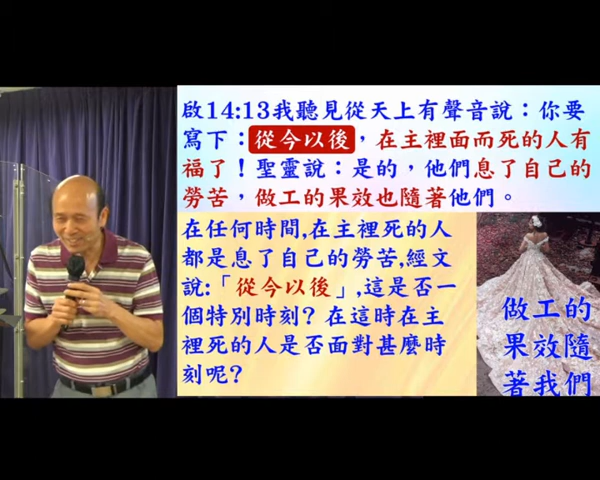 啟14:13我聽見從天上有聲音說：你要
寫下：從今以後，在主裡面而死的人有
福了！聖靈說：是的，他們息了自己的
勞苦，做工的果效也隨著他們。
在任何時間,在主裡死的人
都是息了自己的勞苦,經文
說:「從今以後」,這是否一
個特別時刻? 在這時在主
裡死的人是否面對甚麼時
刻呢?
做工的
果效隨
著我們